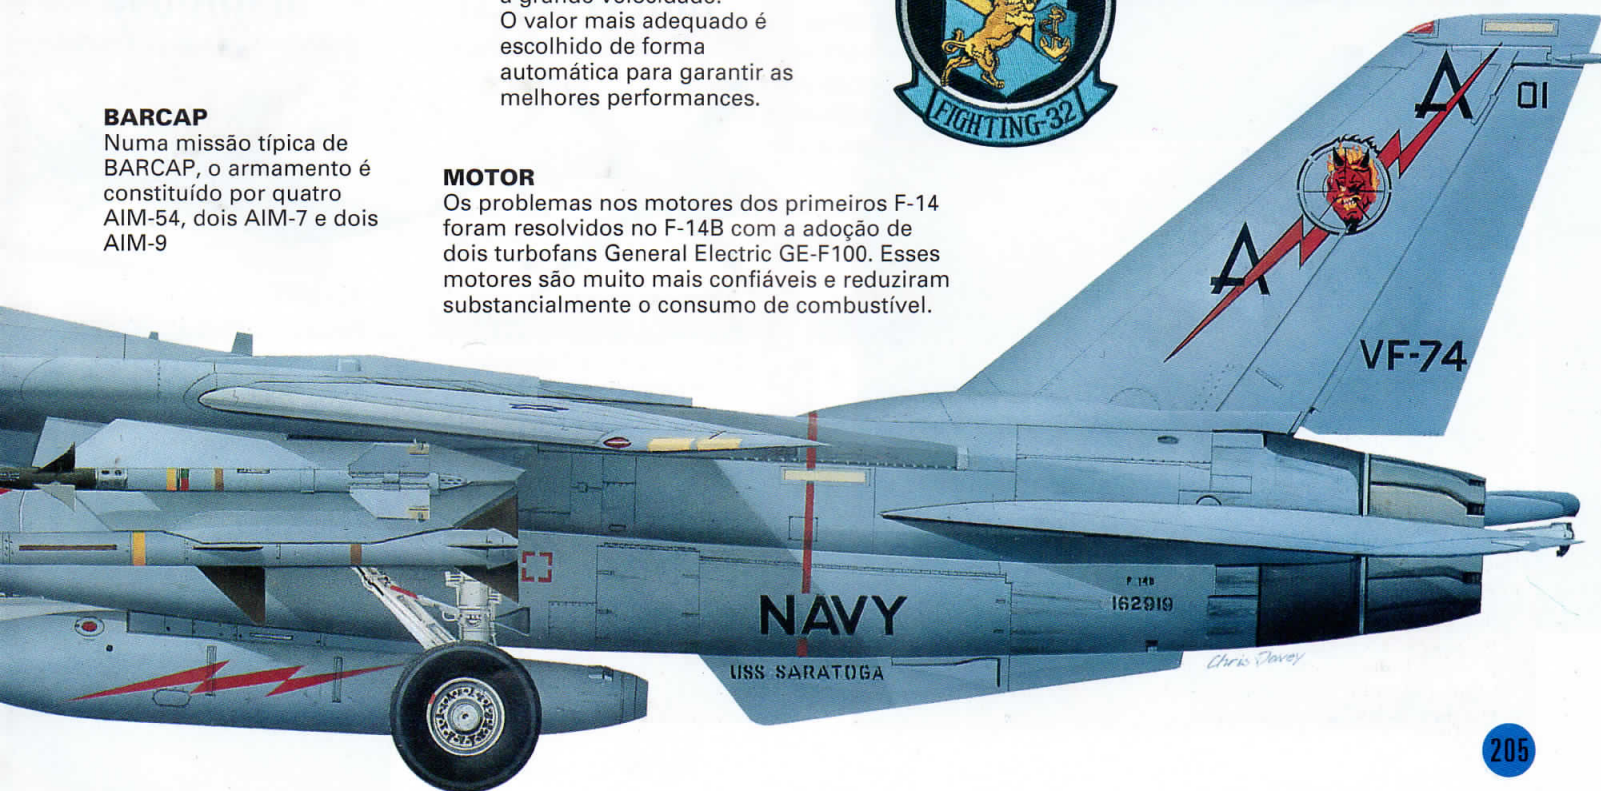 O valor mais adequado é
escolhido de forma
automática para garantir as
melhores performances.
BARCAP
Numa missão típica de
BARCAP, o armamento é
constituído por quatro
AIM-54, dois AIM-7 e dois
AIM-9
MOTOR
Os problemas nos motores dos primeiros F-14
foram resolvidos no F-14B com a adoção de
dois turbofans General Electric GE-F100. Esses
motores são muito mais confiáveis e reduziram
substancialmente o consumo de combustível.
FIGHTING-32
A
01
A
VF-74
F 14B
162919
NAVY
USS SARATOGA
Chris Davey
205